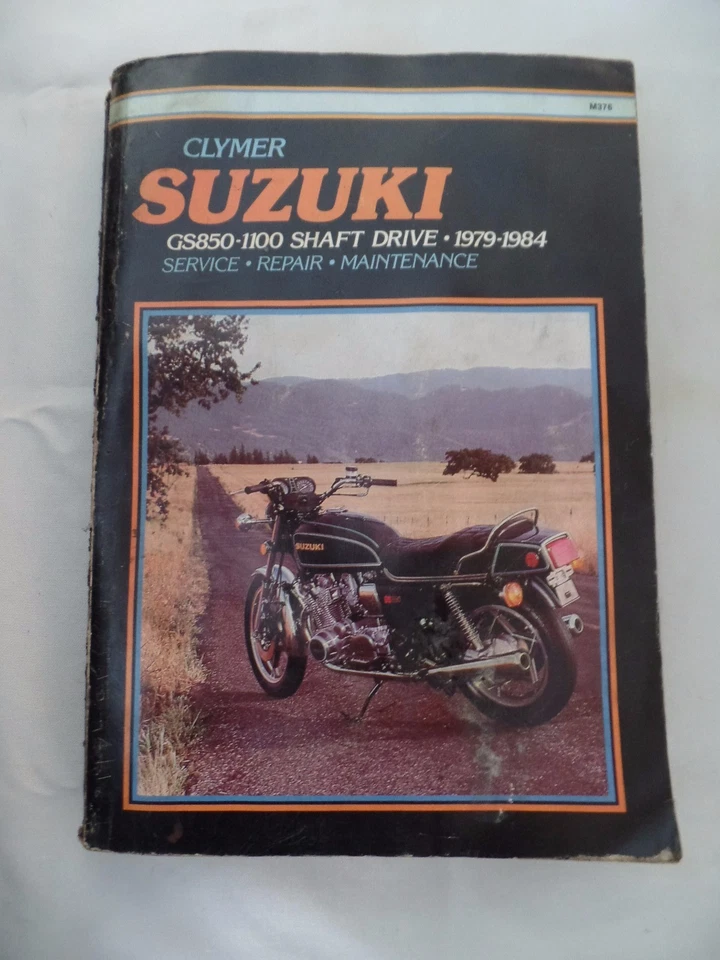 M376
CLYMER
SUZUKI
GS850-1100 SHAFT DRIVE • 1979-1984
SERVICE • REPAIR • MAINTENANCE
SUZUKI